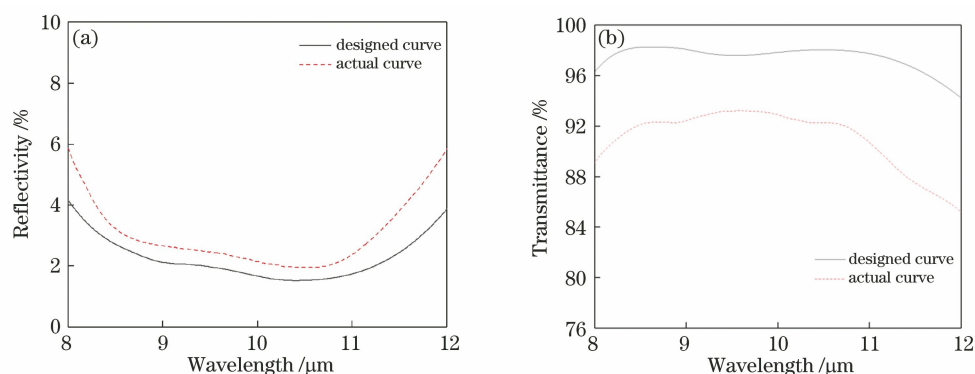 (a)
designed curve
actual curve
Reflectivity /%
10
8
6
4
2
0
8 9 10 11 12
Wavelength /μm
(b)
designed curve
actual curve
Transmittance /%
100
96
92
88
84
80
76
8 9 10 11 12
Wavelength /μm